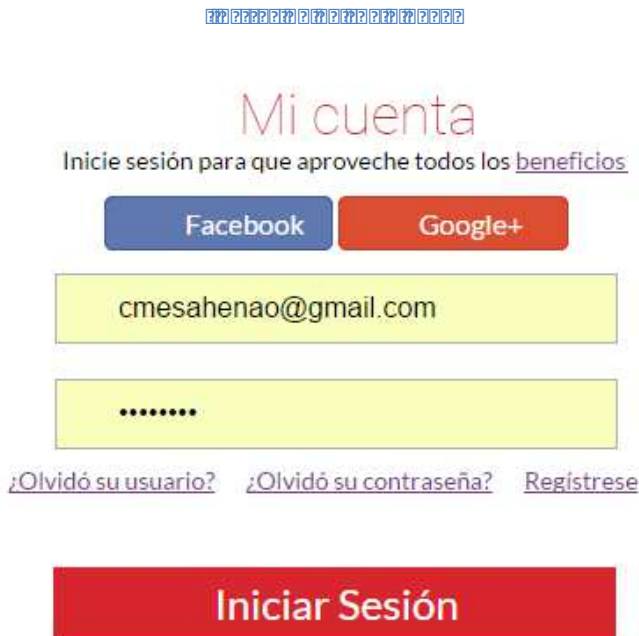 Mi cuenta
Inicie sesión para que aproveche todos los beneficios
Facebook Google+
cmesahenao@gmail.com
••••••••
¿Olvidó su usuario? ¿Olvidó su contraseña? Regístrese
Iniciar Sesión